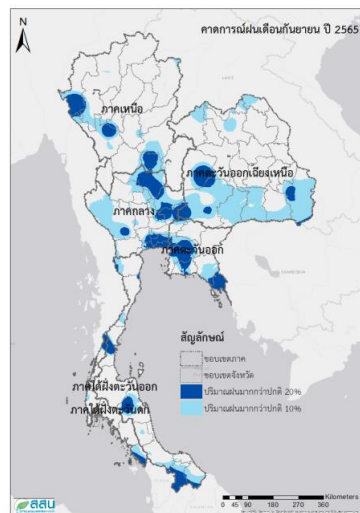 คาดการณ์ฝนเดือนกันยายน ปี 2565
N
ภาคเหนือ
ภาคตะวันออกเฉียงเหนือ
ภาคกลาง
ภาคตะวันออก
ภาคใต้ฝั่งตะวันออก
ภาคใต้ฝั่งตะวันตก
สัญลักษณ์
ขอบเขตภาค
ขอบเขตจังหวัด
ปริมาณฝนมากกว่าปกติ 20%
ปริมาณฝนมากกว่าปกติ 10%
Kilometers
0 45 90 180 270 360
สสน